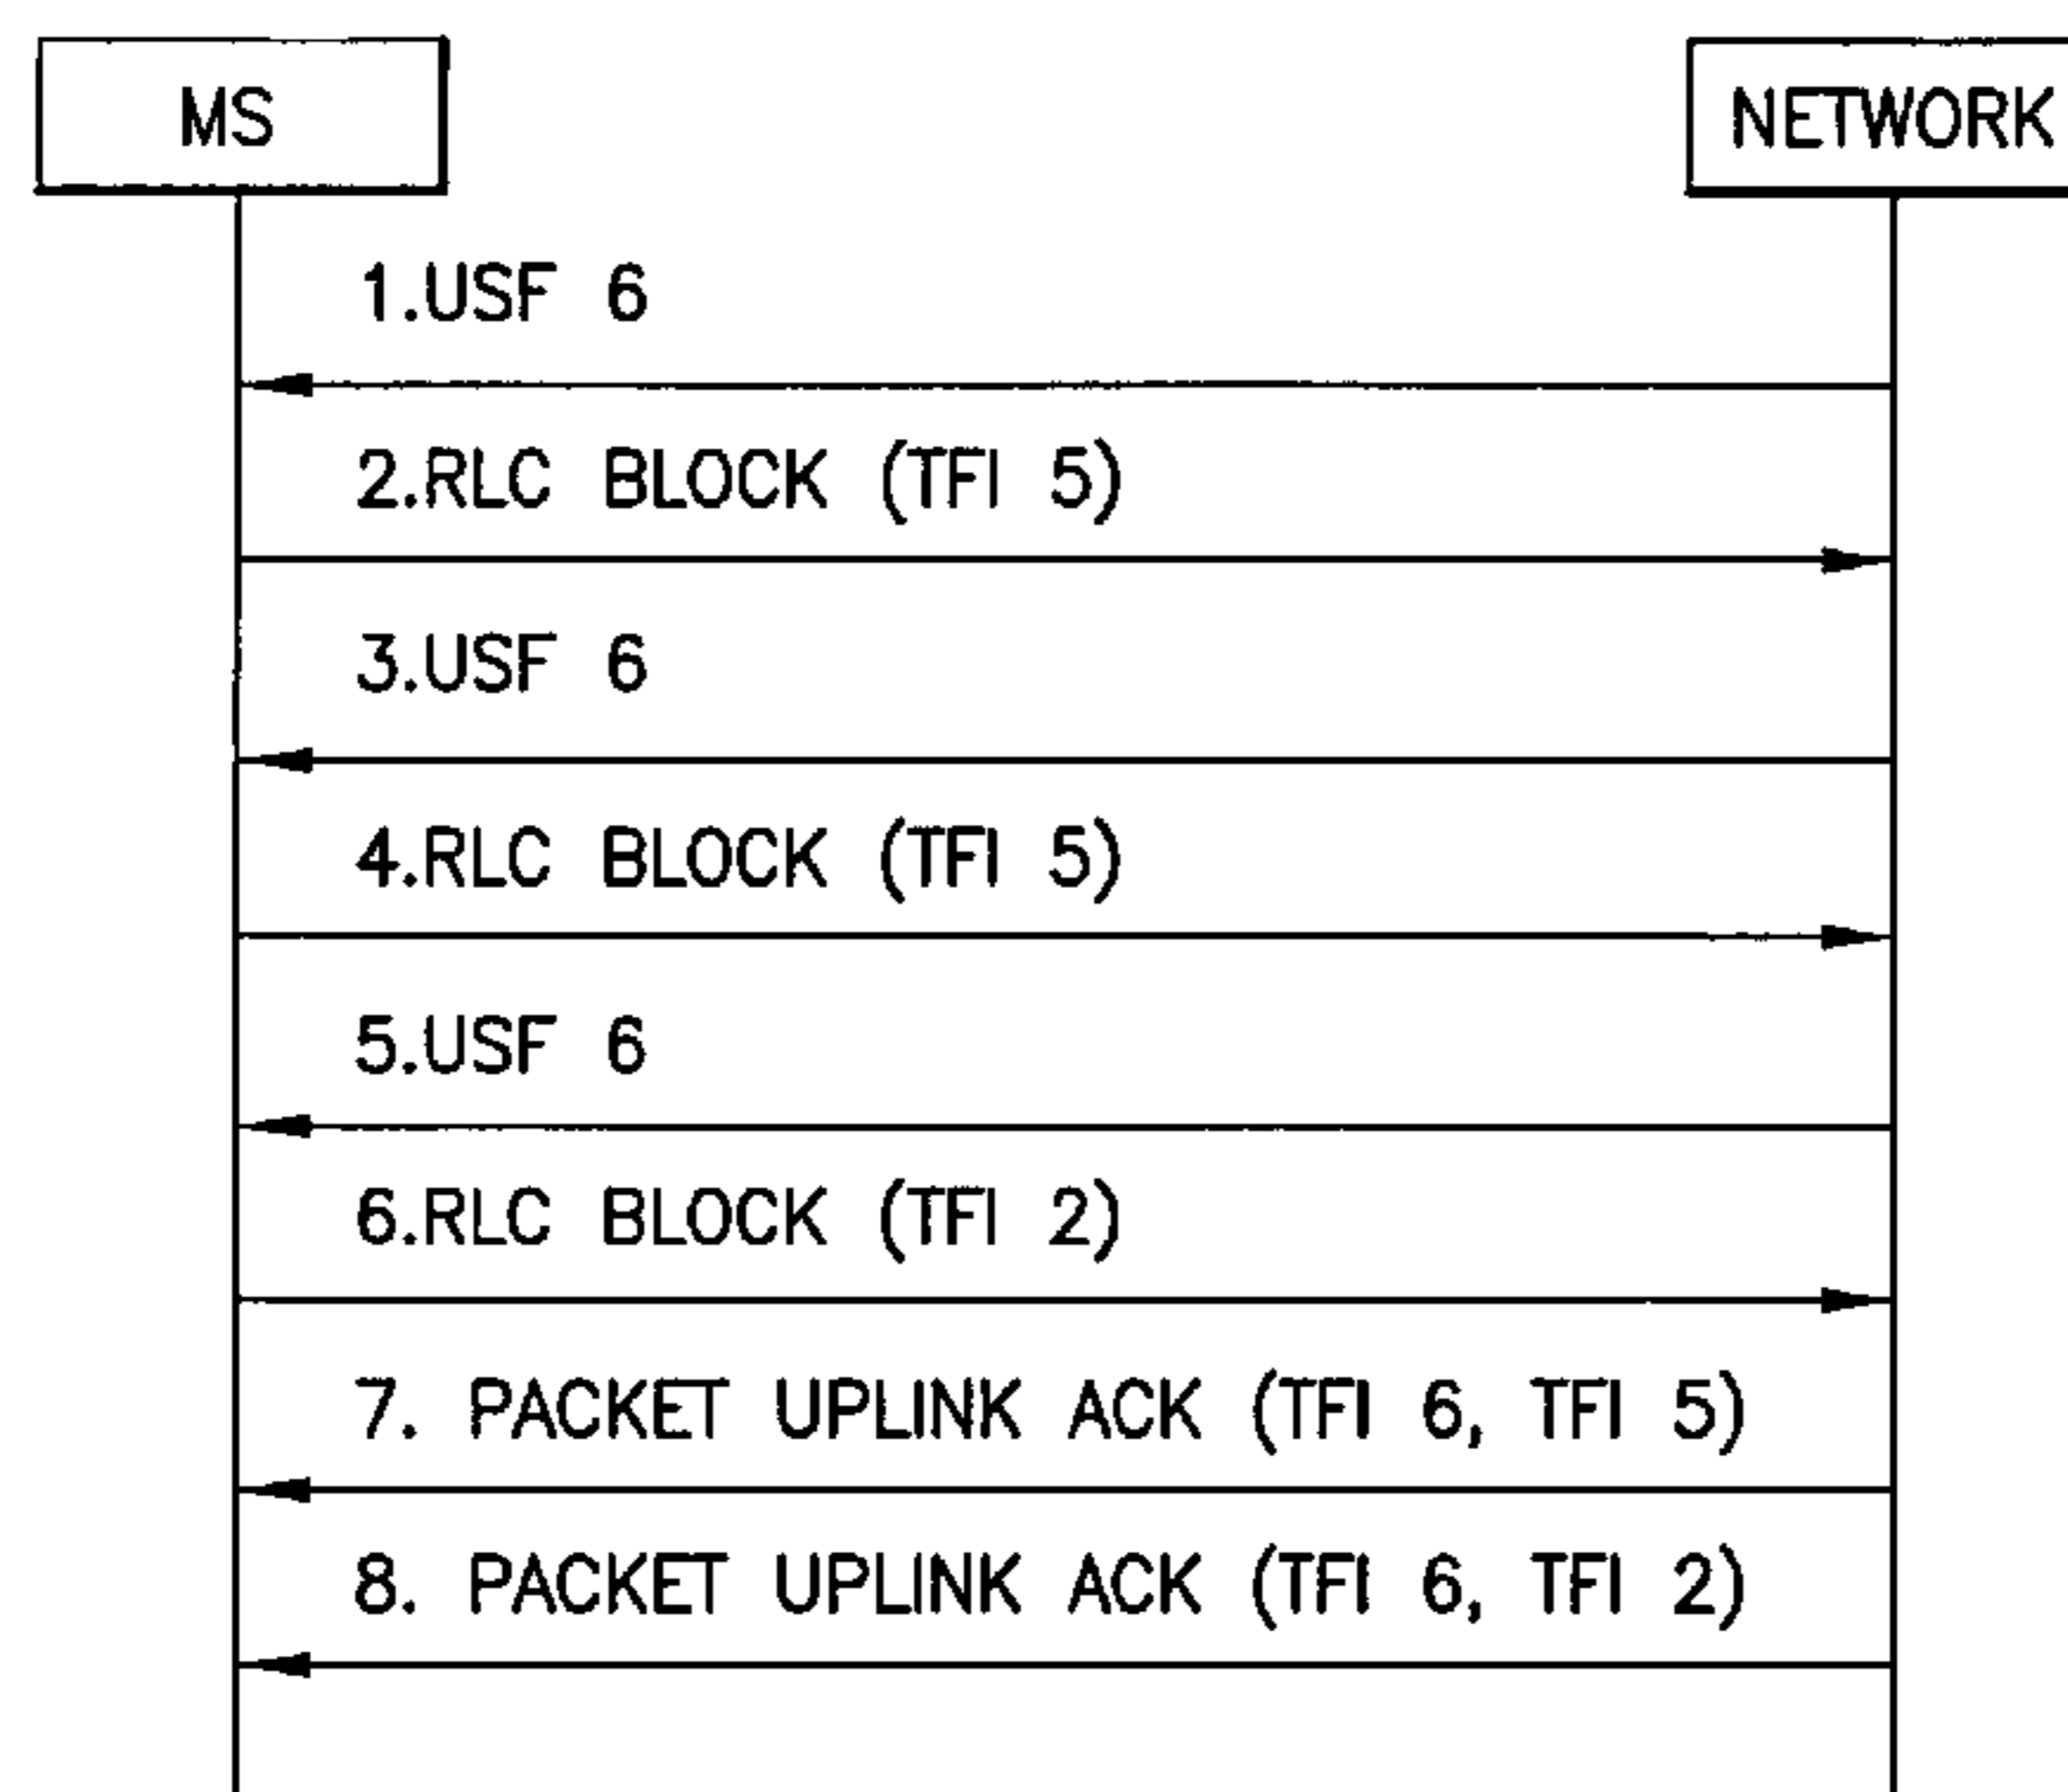 MS
NETWORK
1.USF 6
2.RLC BLOCK (TFI 5)
3.USF 6
4.RLC BLOCK (TFI 5)
5.USF 6
6.RLC BLOCK (TFI 2)
7. PACKET UPLINK ACK (TFI 6, TFI 5)
8. PACKET UPLINK ACK (TFI 6, TFI 2)